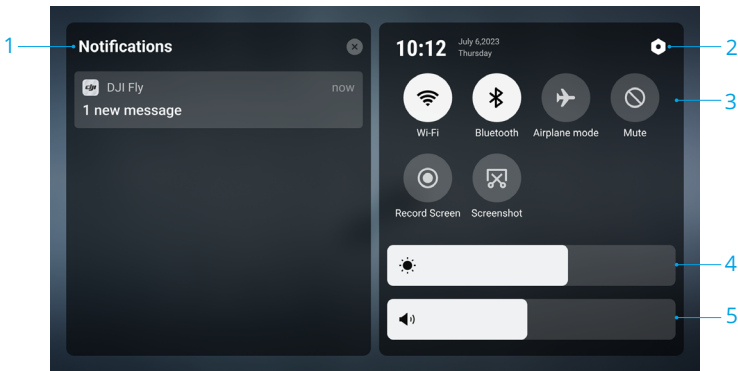 1
Notifications
dji DJI Fly now
1 new message
10:12
July 6,2023
Thursday
2
3
Wi-Fi Bluetooth Airplane mode Mute
Record Screen Screenshot
4
5